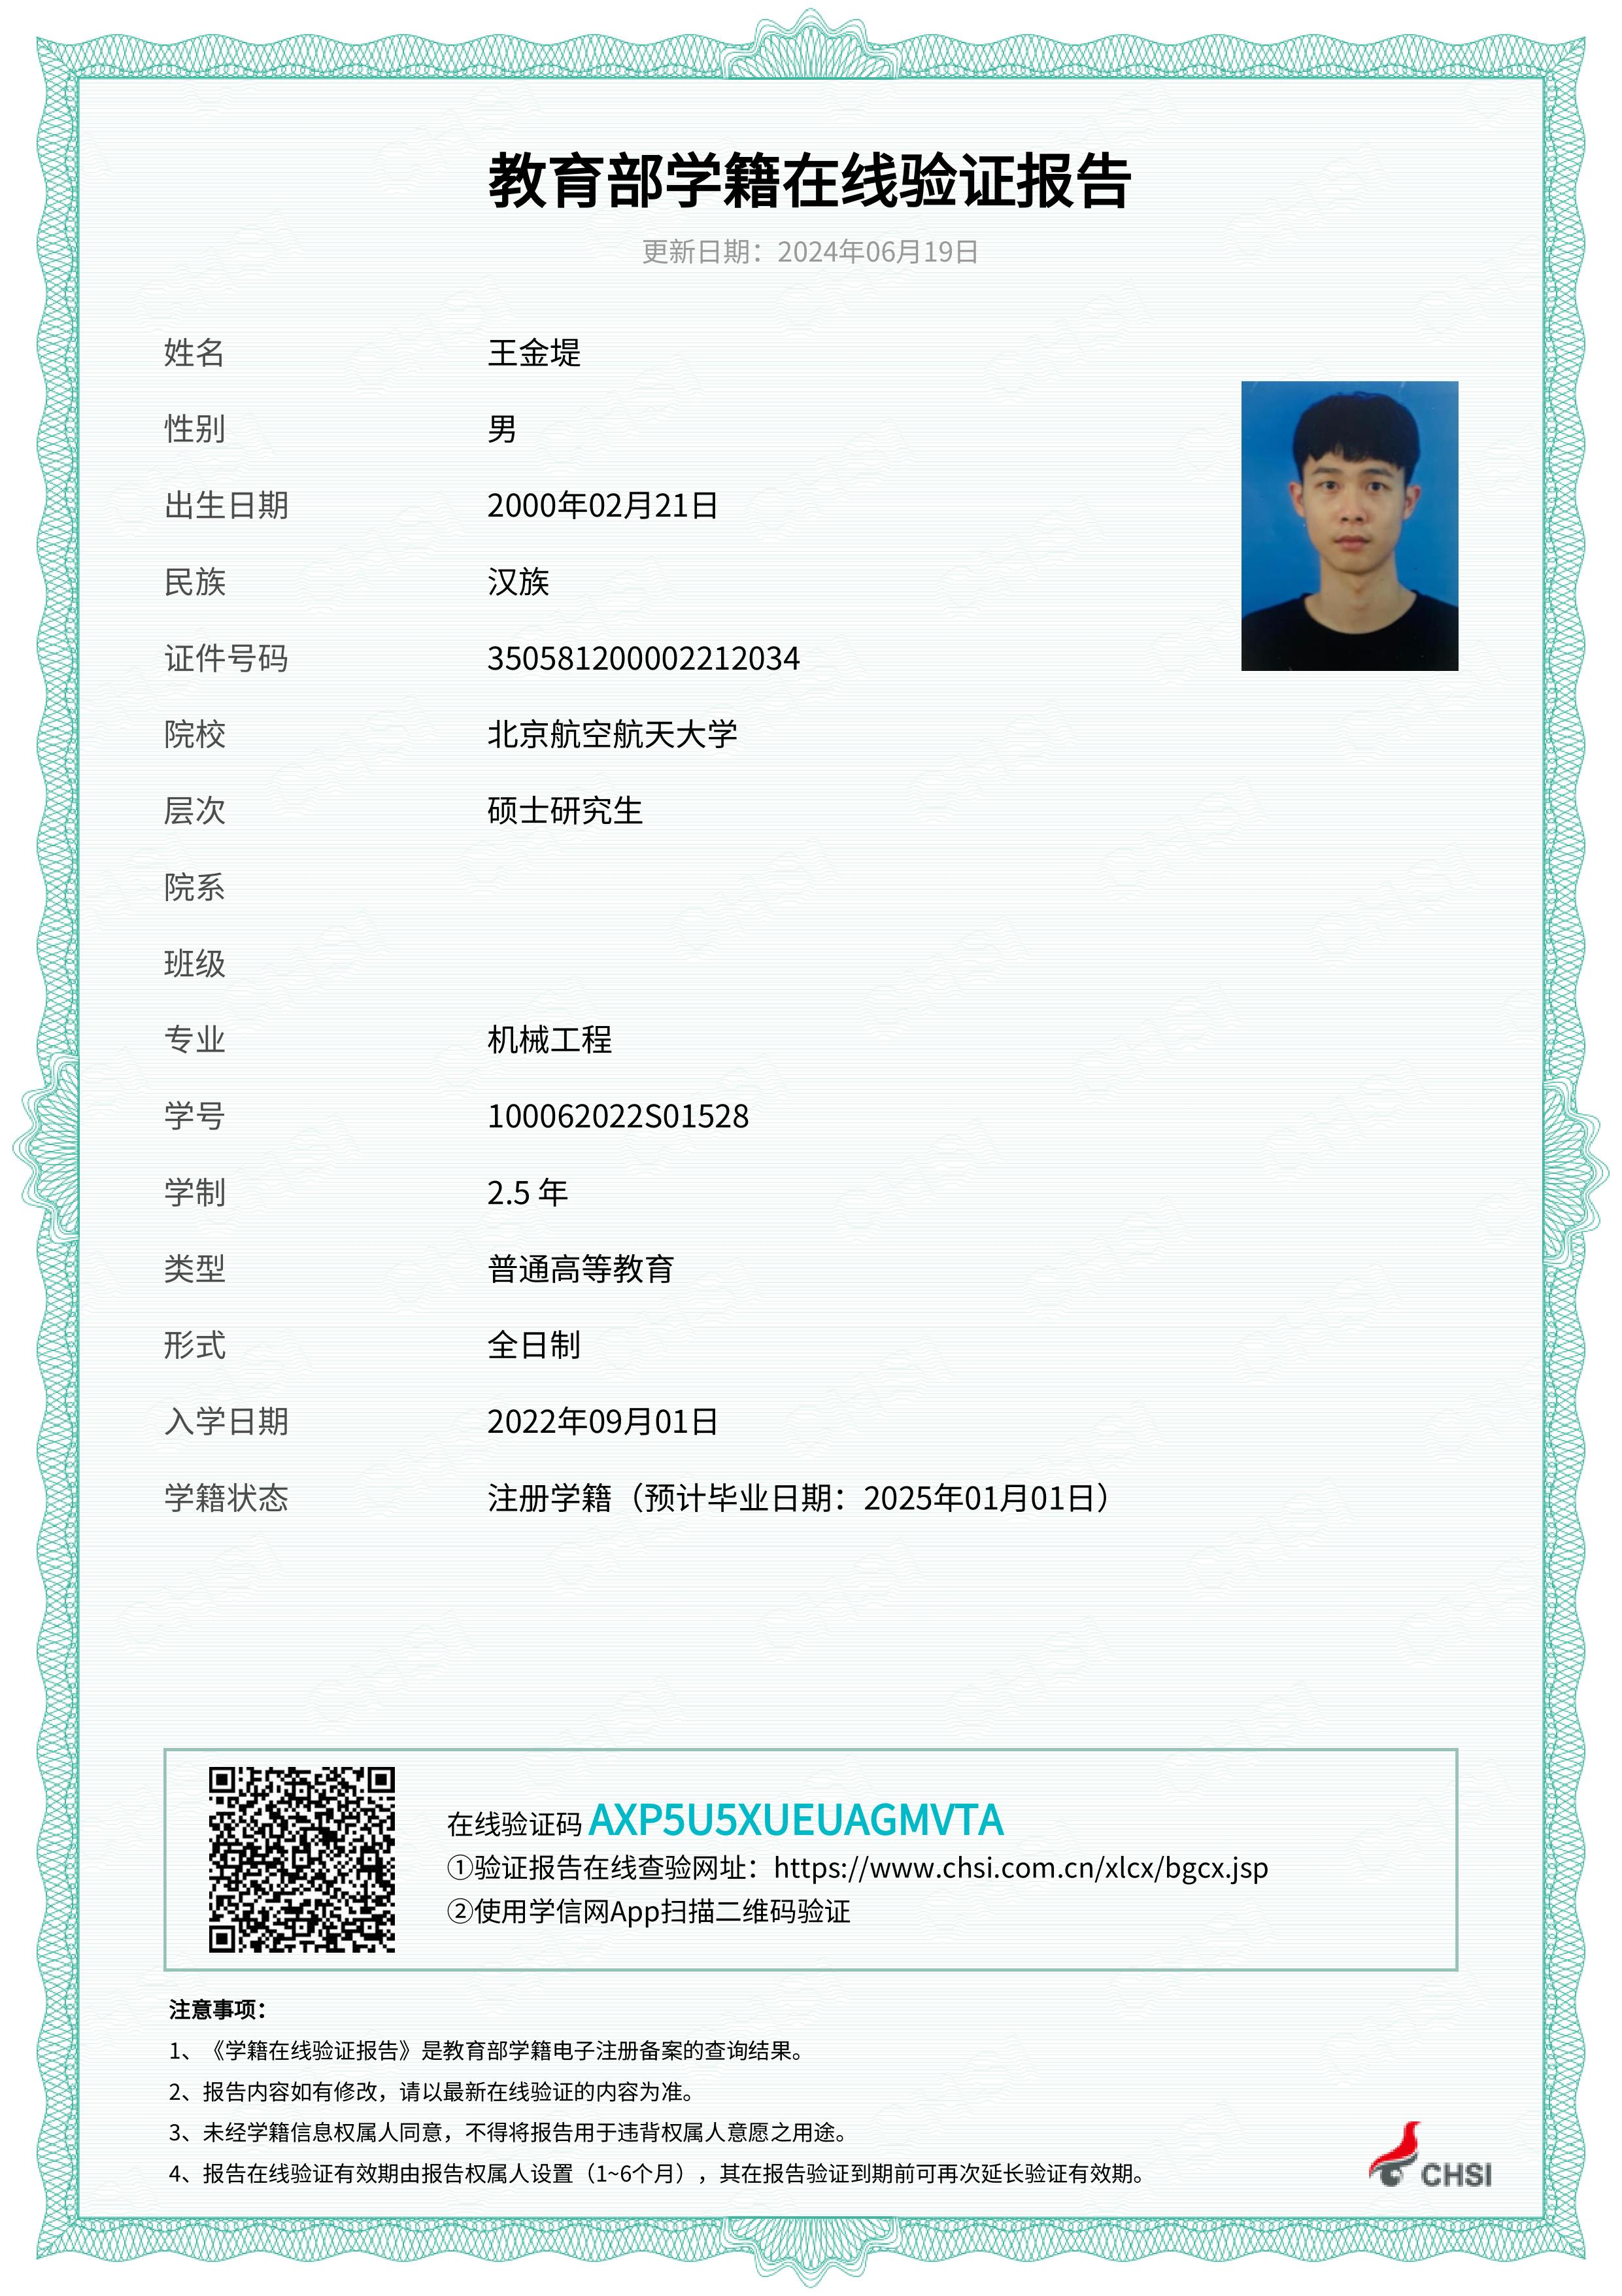 教育部学籍在线验证报告
更新日期：2024年06月19日
姓名 王金堤
性别 男
出生日期 2000年02月21日
民族 汉族
证件号码 350581200002212034
院校 北京航空航天大学
层次 硕士研究生
院系
班级
专业 机械工程
学号 100062022S01528
学制 2.5 年
类型 普通高等教育
形式 全日制
入学日期 2022年09月01日
学籍状态 注册学籍（预计毕业日期：2025年01月01日）
在线验证码 AXP5U5XUEUAGMVTA
①验证报告在线查验网址：https://www.chsi.com.cn/xlcx/bgcx.jsp
②使用学信网App扫描二维码验证
注意事项：
1、《学籍在线验证报告》是教育部学籍电子注册备案的查询结果。
2、报告内容如有修改，请以最新在线验证的内容为准。
3、未经学籍信息权属人同意，不得将报告用于违背权属人意愿之用途。
4、报告在线验证有效期由报告权属人设置（1~6个月），其在报告验证到期前可再次延长验证有效期。
CHSI